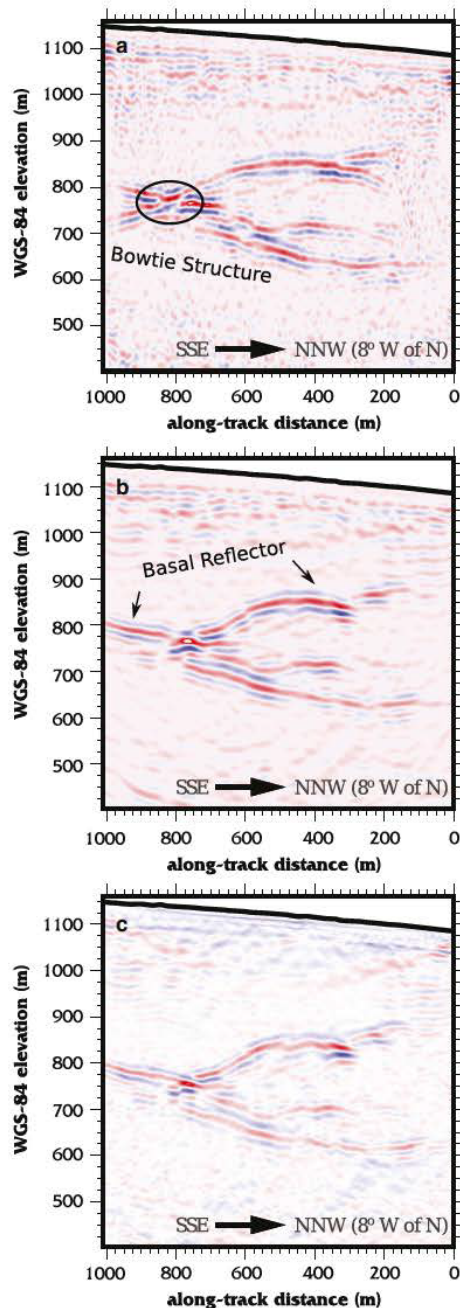 a
1100
1000
900
800
700
600
500
WGS-84 elevation (m)
Bowtie Structure
SSE NNW (8º W of N)
1000 800 600 400 200 0
along-track distance (m)
b
1100
1000
900
800
700
600
500
WGS-84 elevation (m)
Basal Reflector
SSE NNW (8º W of N)
1000 800 600 400 200 0
along-track distance (m)
c
1100
1000
900
800
700
600
500
WGS-84 elevation (m)
SSE NNW (8º W of N)
1000 800 600 400 200 0
along-track distance (m)